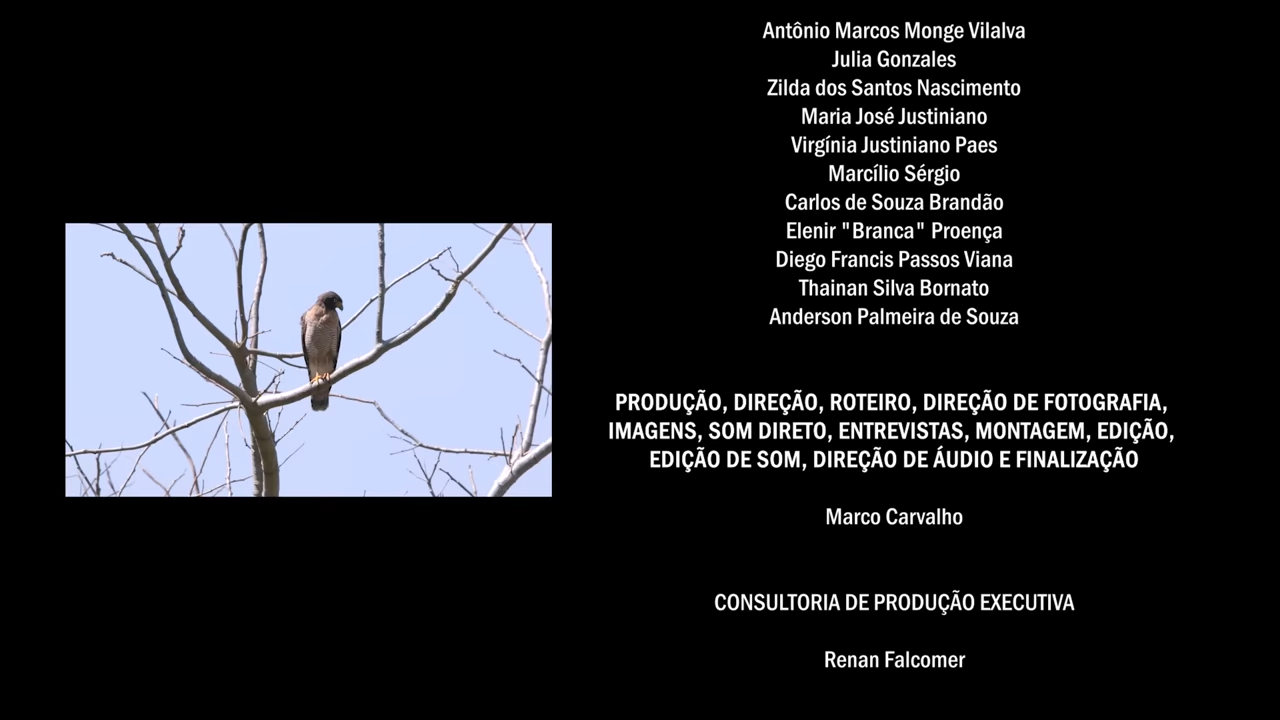 Antônio Marcos Monge Vilalva
Julia Gonzales
Zilda dos Santos Nascimento
Maria José Justiniano
Virgínia Justiniano Paes
Marcílio Sérgio
Carlos de Souza Brandão
Elenir "Branca" Proença
Diego Francis Passos Viana
Thainan Silva Bornato
Anderson Palmeira de Souza
PRODUÇÃO, DIREÇÃO, ROTEIRO, DIREÇÃO DE FOTOGRAFIA,
IMAGENS, SOM DIRETO, ENTREVISTAS, MONTAGEM, EDIÇÃO,
EDIÇÃO DE SOM, DIREÇÃO DE ÁUDIO E FINALIZAÇÃO
Marco Carvalho
CONSULTORIA DE PRODUÇÃO EXECUTIVA
Renan Falcomer